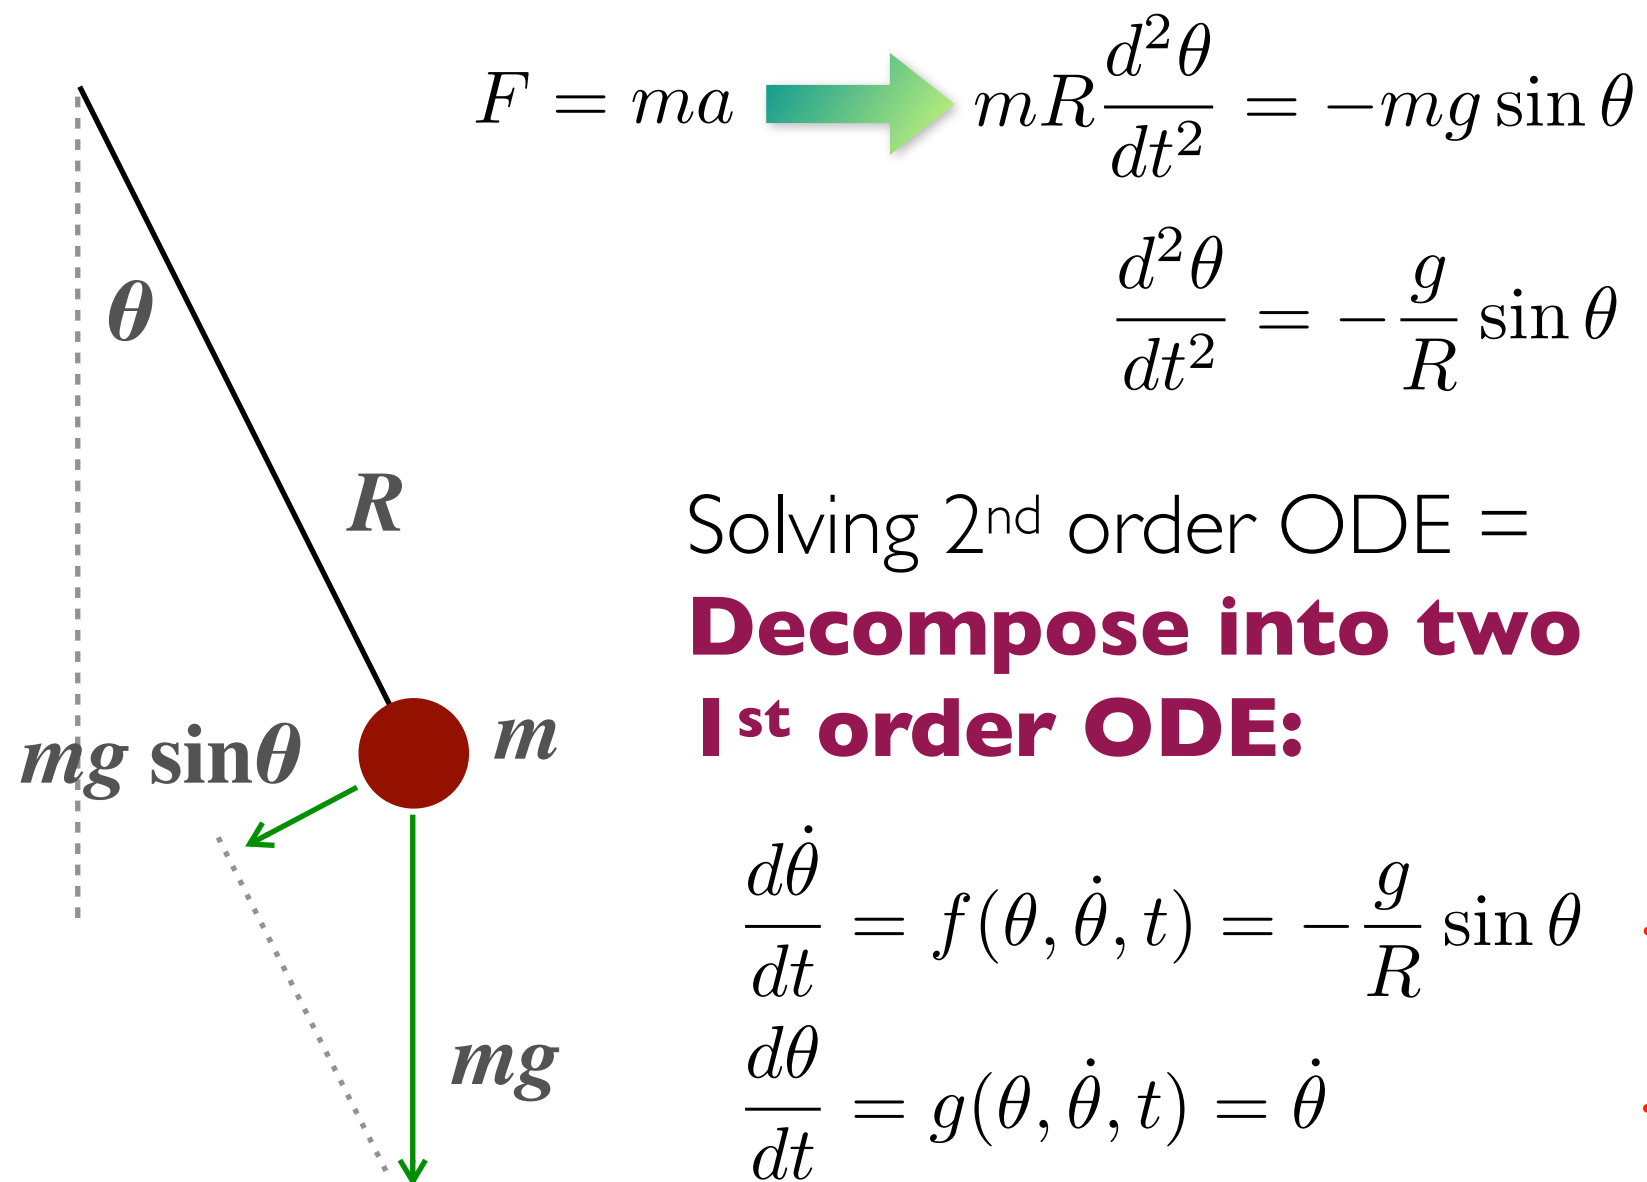 F = ma
mR d²θ/dt² = −mg sin θ
d²θ/dt² = −g/R sin θ
θ
R
m
mg sinθ
mg
Solving 2nd order ODE =
Decompose into two
1st order ODE:
dθ̇/dt = f(θ, θ̇, t) = −g/R sin θ
dθ/dt = g(θ, θ̇, t) = θ̇